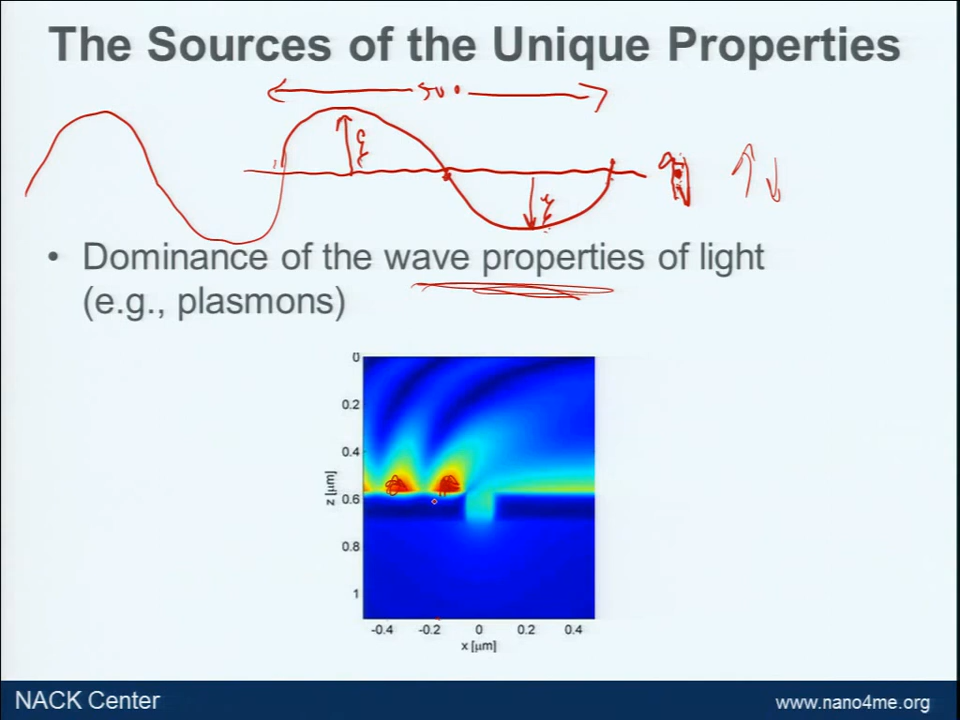 The Sources of the Unique Properties
500
ξ
ξ
• Dominance of the wave properties of light
(e.g., plasmons)
0
0.2
0.4
0.6
0.8
1
z [μm]
-0.4 -0.2 0 0.2 0.4
x [μm]
NACK Center
www.nano4me.org